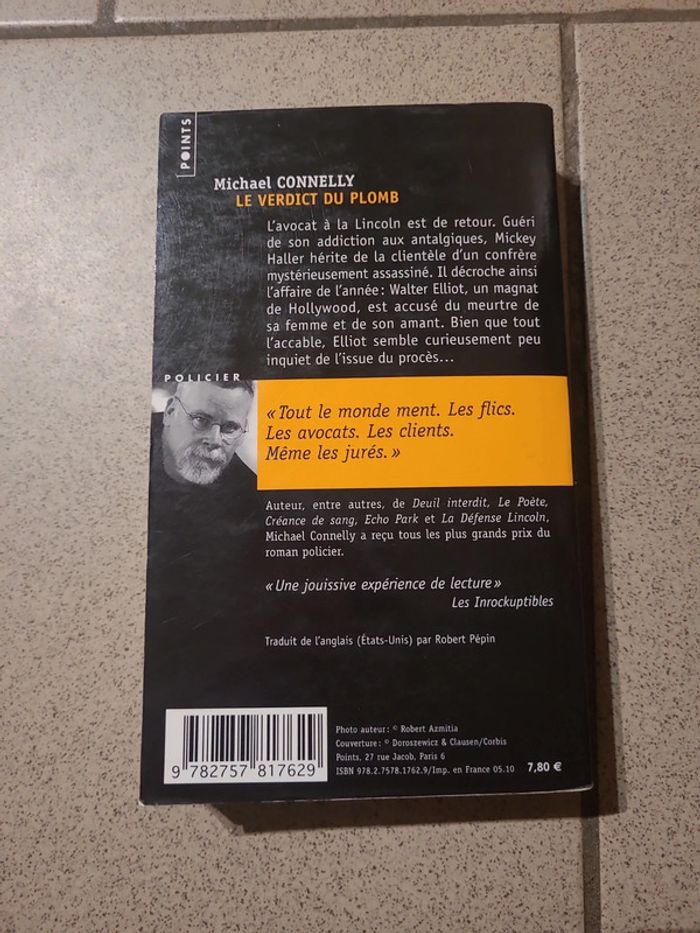 POINTS
Michael CONNELLY
LE VERDICT DU PLOMB
L'avocat à la Lincoln est de retour. Guéri
de son addiction aux antalgiques, Mickey
Haller hérite de la clientèle d'un confrère
mystérieusement assassiné. Il décroche ainsi
l'affaire de l'année : Walter Elliot, un magnat
de Hollywood, est accusé du meurtre de
sa femme et de son amant. Bien que tout
l'accable, Elliot semble curieusement peu
inquiet de l'issue du procès...
POLICIER
« Tout le monde ment. Les flics.
Les avocats. Les clients.
Même les jurés. »
Auteur, entre autres, de Deuil interdit, Le Poète,
Créance de sang, Echo Park et La Défense Lincoln,
Michael Connelly a reçu tous les plus grands prix du
roman policier.
« Une jouissive expérience de lecture »
Les Inrockuptibles
Traduit de l'anglais (États-Unis) par Robert Pépin
Photo auteur : © Robert Azmitia
Couverture : © Doroszewicz & Clausen/Corbis
Points, 27 rue Jacob, Paris 6
ISBN 978.2.7578.1762.9/Imp. en France 05.10 7,80 €
9 782757 817629